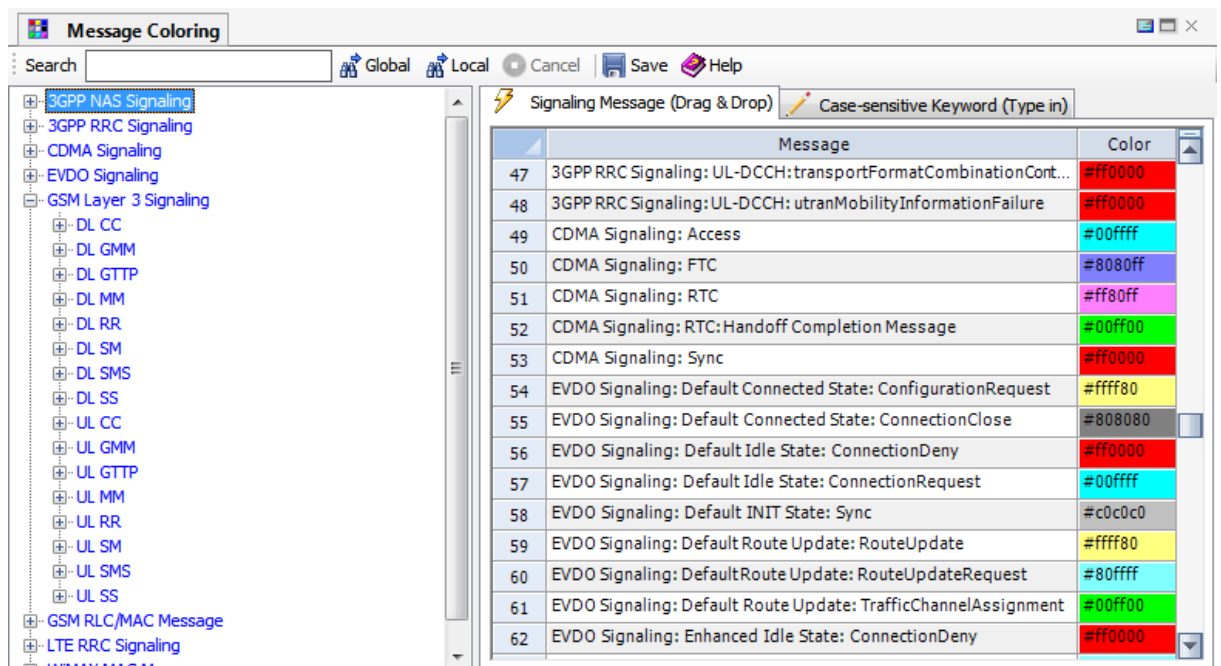 Message Coloring
Search Global Local Cancel Save Help
3GPP NAS Signaling
3GPP RRC Signaling
CDMA Signaling
EVDO Signaling
GSM Layer 3 Signaling
DL CC
DL GMM
DL GTTP
DL MM
DL RR
DL SM
DL SMS
DL SS
UL CC
UL GMM
UL GTTP
UL MM
UL RR
UL SM
UL SMS
UL SS
GSM RLC/MAC Message
LTE RRC Signaling
Signaling Message (Drag & Drop) Case-sensitive Keyword (Type in)
Message Color
47 3GPP RRC Signaling: UL-DCCH:transportFormatCombinationCont... #ff0000
48 3GPP RRC Signaling: UL-DCCH: utranMobilityInformationFailure #ff0000
49 CDMA Signaling: Access #00ffff
50 CDMA Signaling: FTC #8080ff
51 CDMA Signaling: RTC #ff80ff
52 CDMA Signaling: RTC:Handoff Completion Message #00ff00
53 CDMA Signaling: Sync #ff0000
54 EVDO Signaling: Default Connected State: ConfigurationRequest #ffff80
55 EVDO Signaling: Default Connected State: ConnectionClose #808080
56 EVDO Signaling: Default Idle State: ConnectionDeny #ff0000
57 EVDO Signaling: Default Idle State: ConnectionRequest #00ffff
58 EVDO Signaling: Default INIT State: Sync #c0c0c0
59 EVDO Signaling: Default Route Update: RouteUpdate #ffff80
60 EVDO Signaling: DefaultRoute Update: RouteUpdateRequest #80ffff
61 EVDO Signaling: Default Route Update: TrafficChannelAssignment #00ff00
62 EVDO Signaling: Enhanced Idle State: ConnectionDeny #ff0000